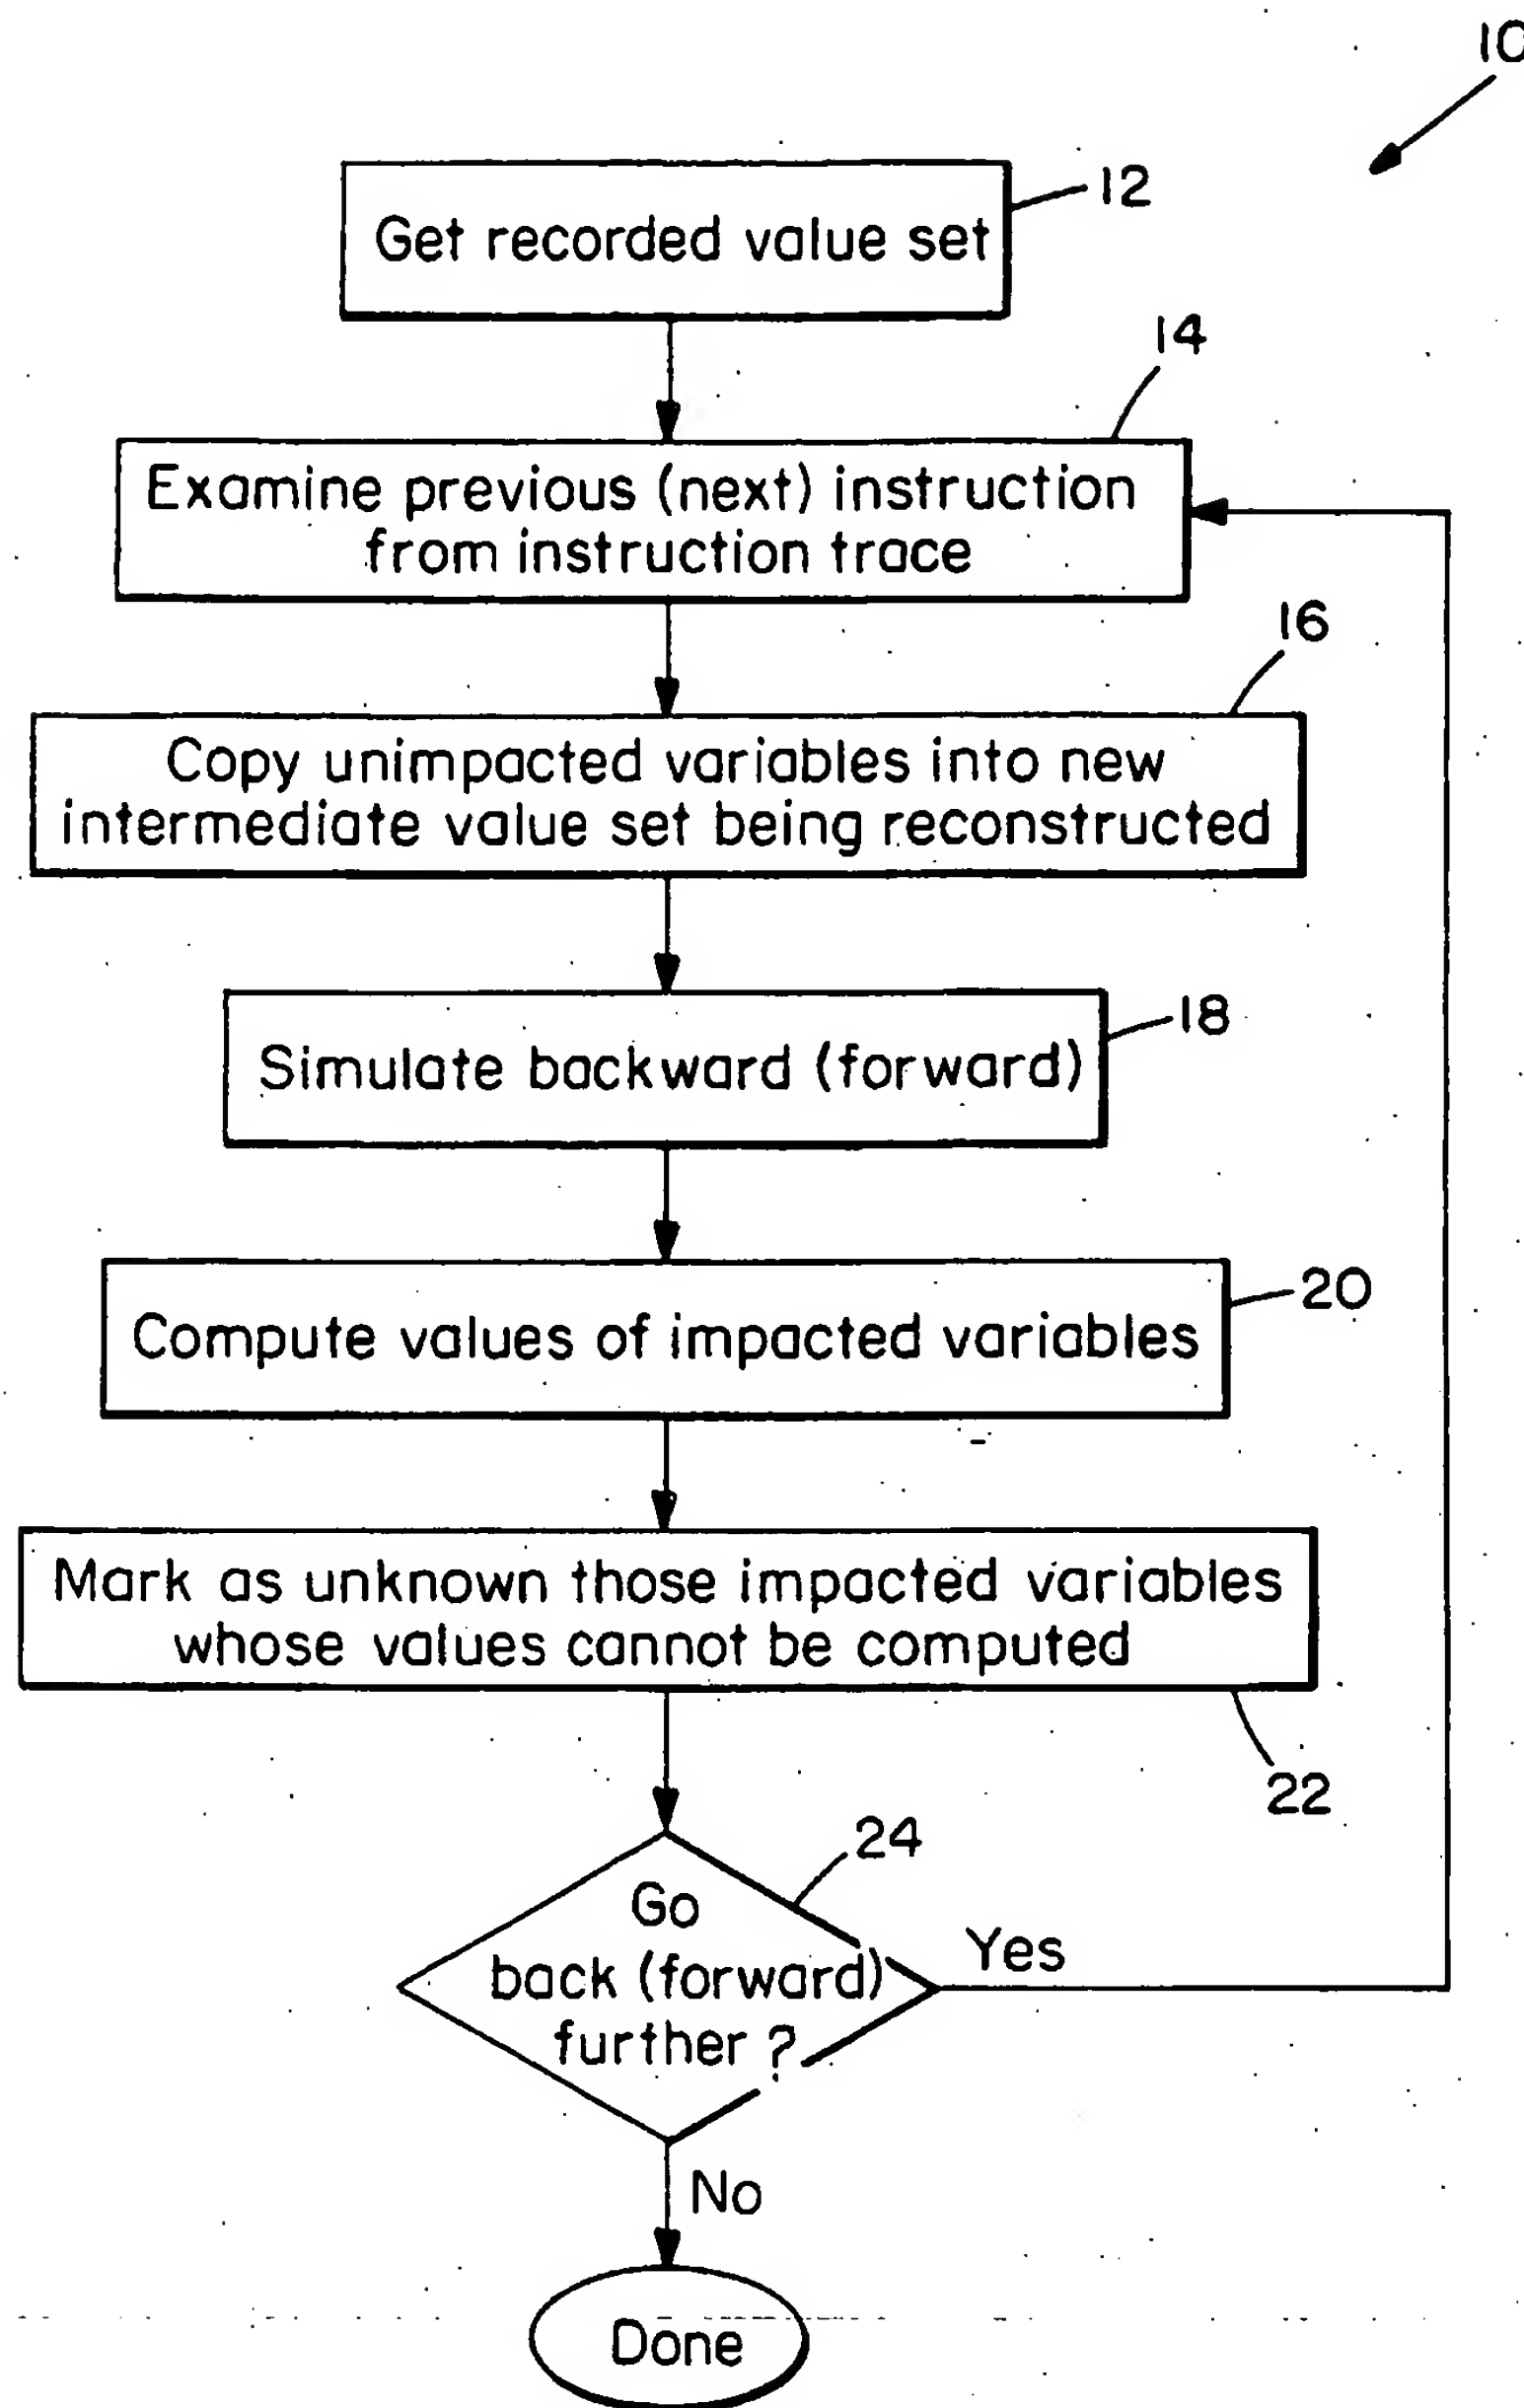 10
12
Get recorded value set
14
Examine previous (next) instruction
from instruction trace
16
Copy unimpacted variables into new
intermediate value set being reconstructed
18
Simulate backward (forward)
20
Compute values of impacted variables
Mark as unknown those impacted variables
whose values cannot be computed
22
24
Go
back (forward)
further ?
Yes
No
Done